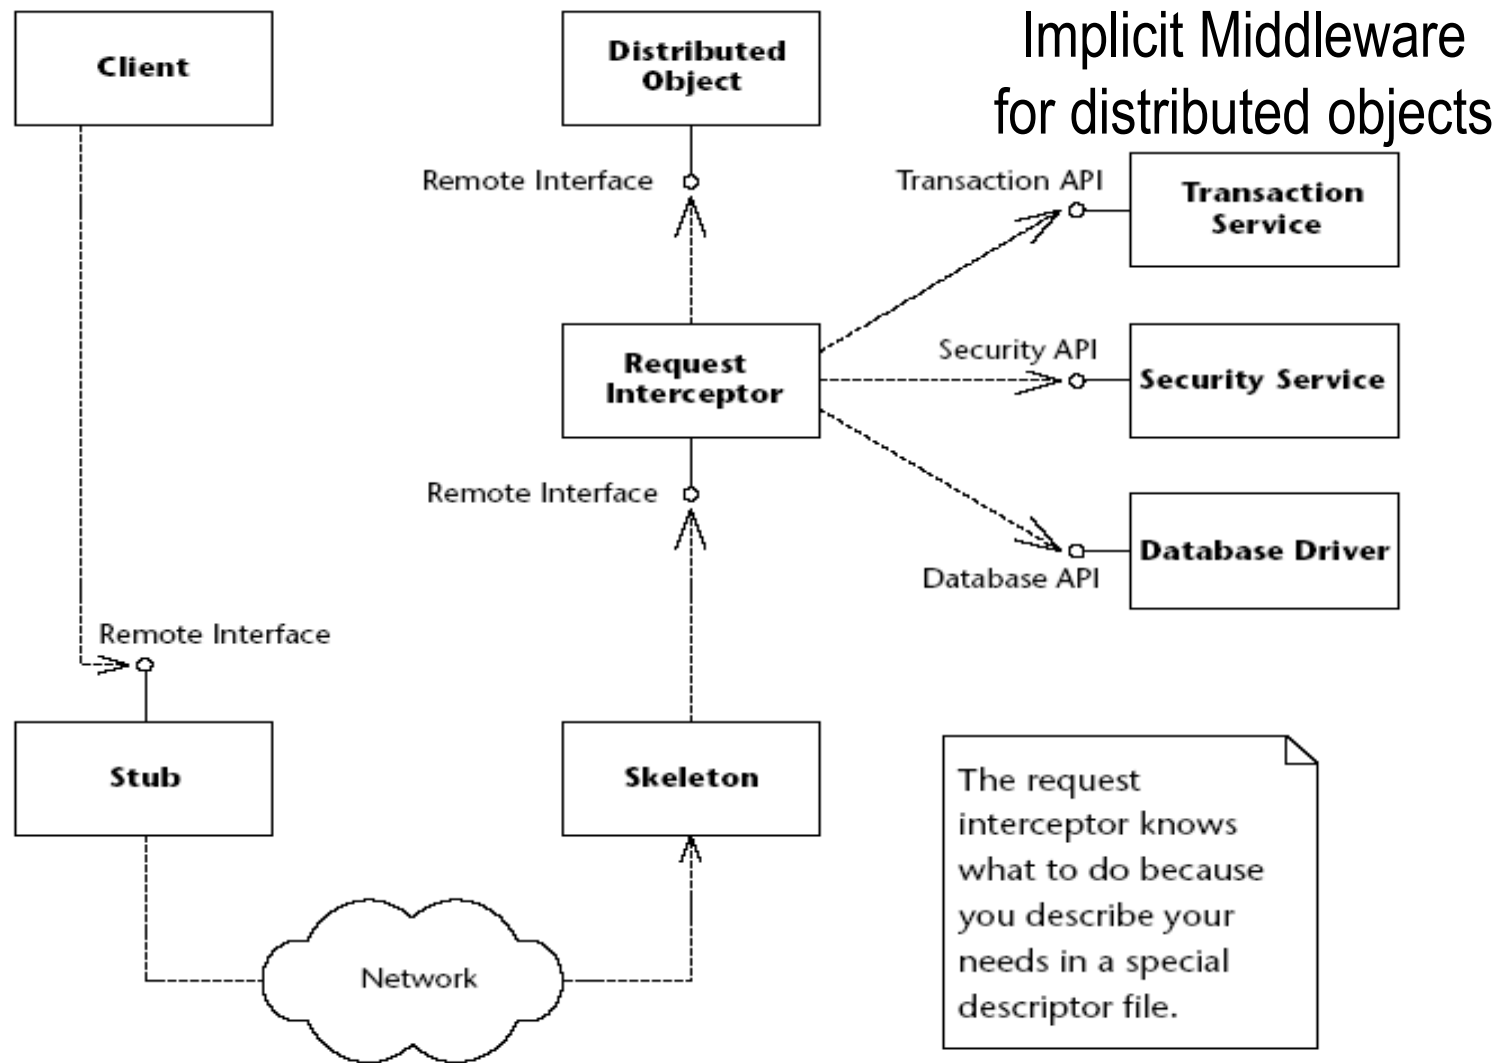 Implicit Middleware
for distributed objects
Client
Distributed
Object
Remote Interface
Transaction API
Transaction
Service
Request
Interceptor
Security API
Security Service
Remote Interface
Database API
Database Driver
Remote Interface
Stub
Skeleton
Network
The request
interceptor knows
what to do because
you describe your
needs in a special
descriptor file.